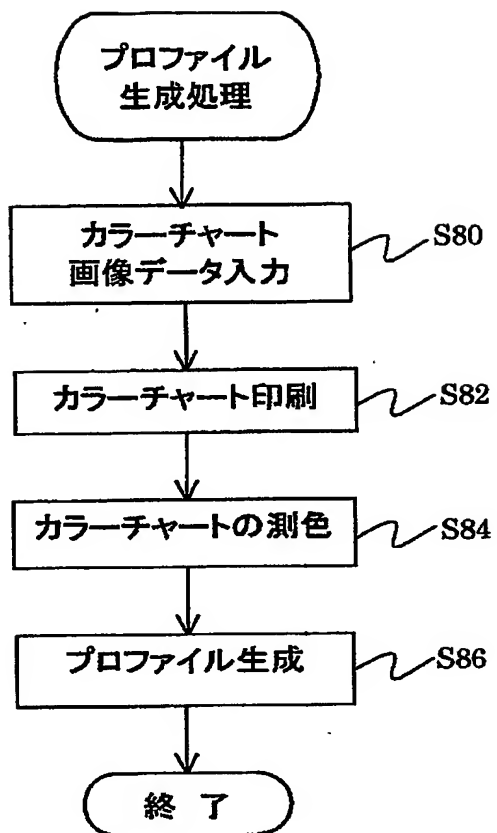 プロファイル
生成処理
カラーチャート
画像データ入力
S80
カラーチャート印刷
S82
カラーチャートの測色
S84
プロファイル生成
S86
終 了